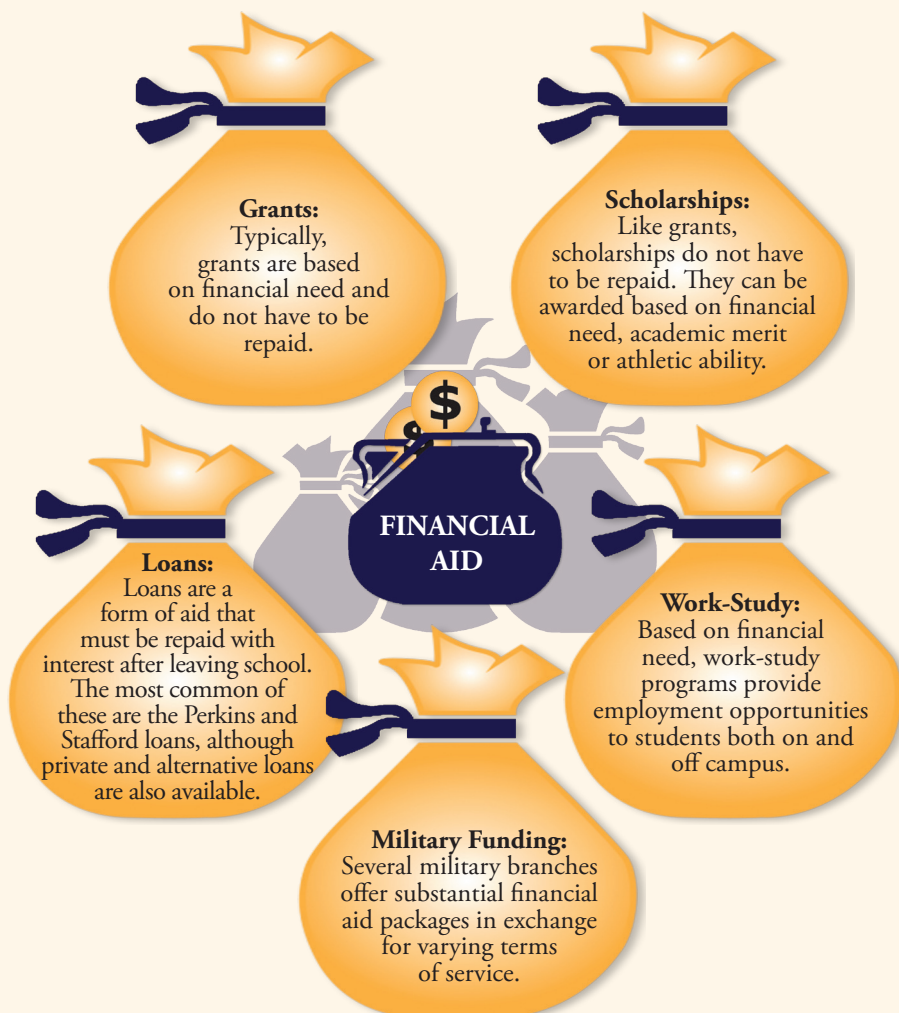 Grants:
Typically,
grants are based
on financial need and
do not have to be
repaid.
Scholarships:
Like grants,
scholarships do not have
to be repaid. They can be
awarded based on financial
need, academic merit
or athletic ability.
$
$
FINANCIAL
AID
Loans:
Loans are a
form of aid that
must be repaid with
interest after leaving school.
The most common of
these are the Perkins and
Stafford loans, although
private and alternative loans
are also available.
Work-Study:
Based on financial
need, work-study
programs provide
employment opportunities
to students both on and
off campus.
Military Funding:
Several military branches
offer substantial financial
aid packages in exchange
for varying terms
of service.